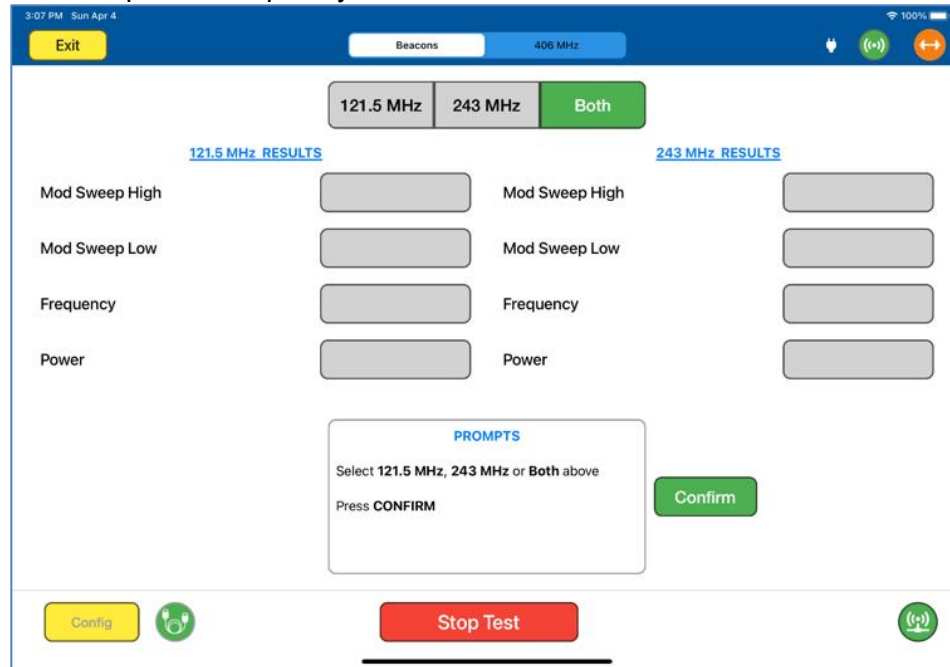 3:07 PM Sun Apr 4
100%
Exit
Beacons
406 MHz
121.5 MHz
243 MHz
Both
121.5 MHz RESULTS
243 MHz RESULTS
Mod Sweep High
Mod Sweep High
Mod Sweep Low
Mod Sweep Low
Frequency
Frequency
Power
Power
PROMPTS
Select 121.5 MHz, 243 MHz or Both above
Press CONFIRM
Confirm
Config
Stop Test